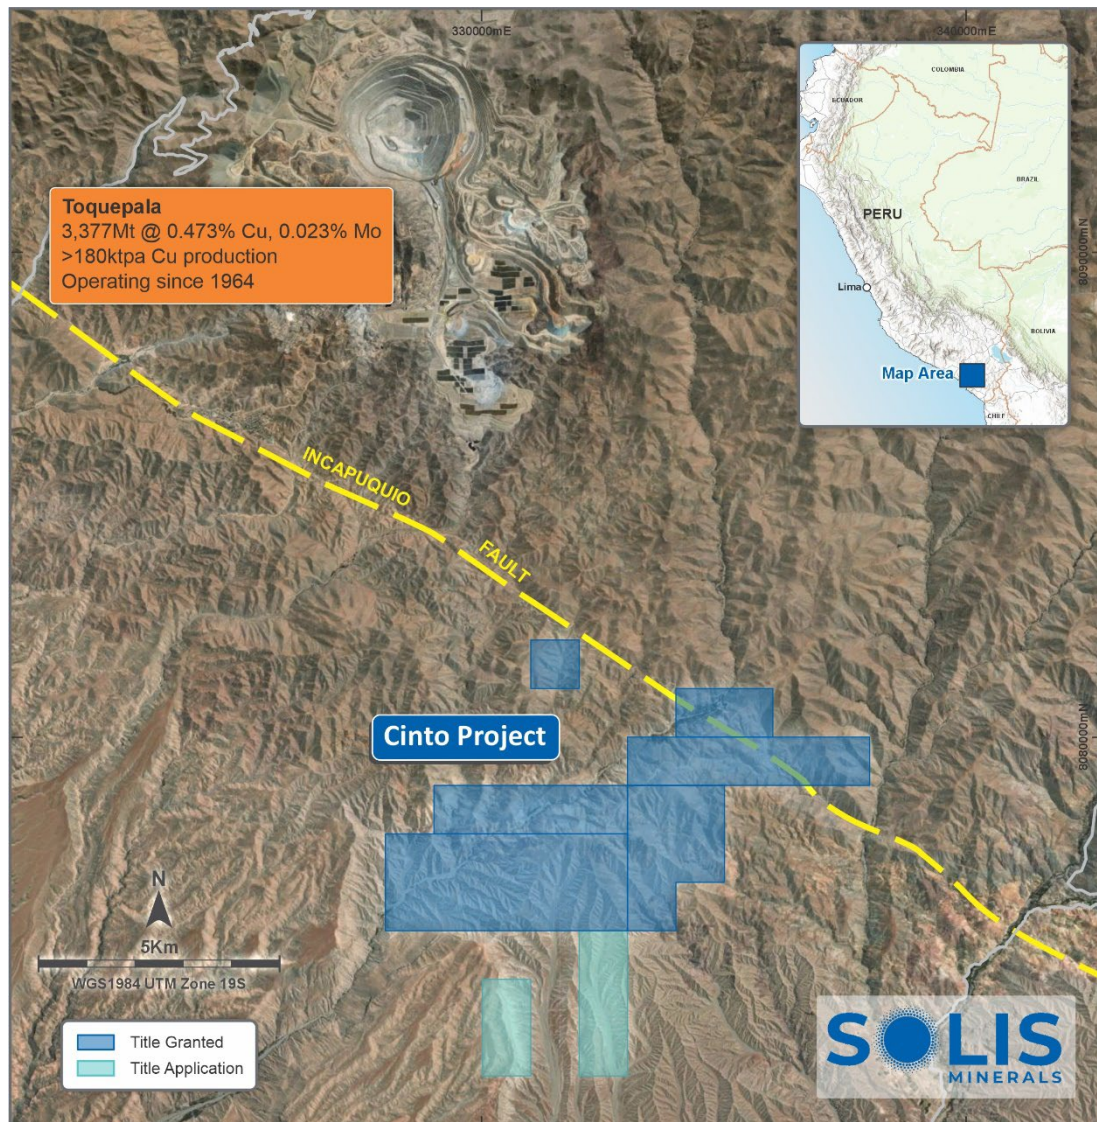 330000mE
340000mE
COLOMBIA
ECUADOR
BRAZIL
PERU
Lima
BOLIVIA
Map Area
CHILE
8090000mN
Toquepala
3,377Mt @ 0.473% Cu, 0.023% Mo
>180ktpa Cu production
Operating since 1964
INCAPUQUIO
FAULT
Cinto Project
8080000mN
N
5Km
WGS1984 UTM Zone 19S
Title Granted
Title Application
SOLIS
MINERALS